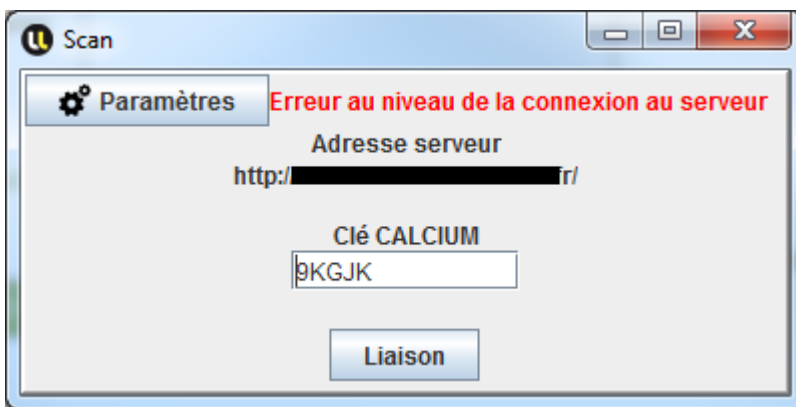 Scan
Paramètres Erreur au niveau de la connexion au serveur
Adresse serveur
http:/ fr/
Clé CALCIUM
9KGJK
Liaison